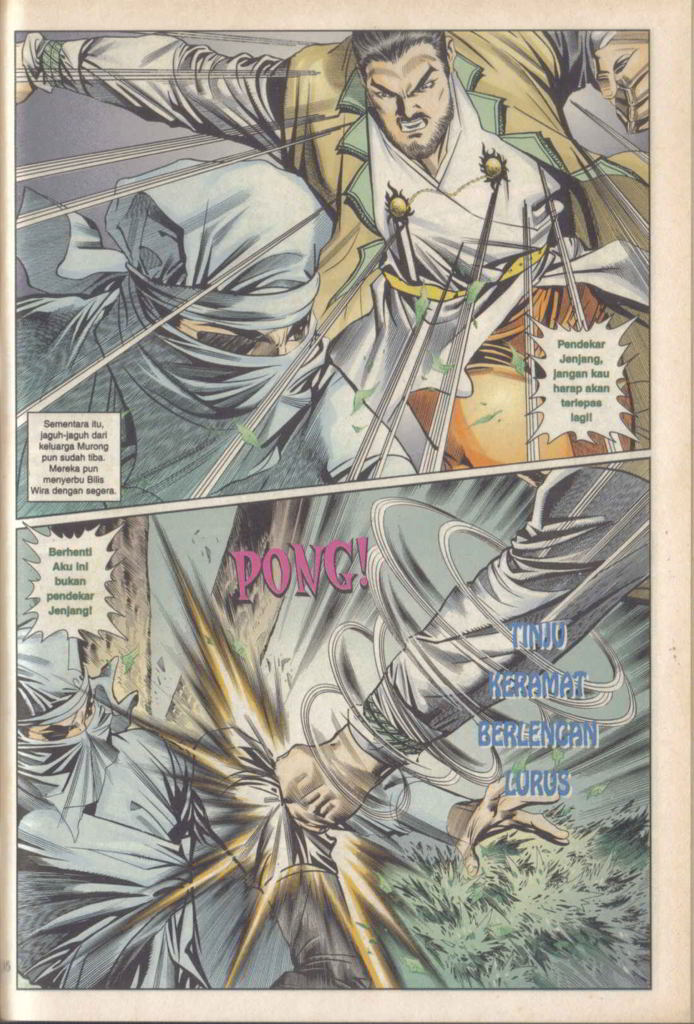 Pendekar
Jenjang,
jangan kau
harap akan
terlepas
lagi!
Sementara itu,
jaguh-jaguh dari
keluarga Murong
pun sudah tiba.
Mereka pun
menyerbu Bilis
Wira dengan segera.
Berhenti
Aku ini
bukan
pendekar
Jenjang!
PONG!
TINJU
KERAMAT
BERLENGAN
LURUS